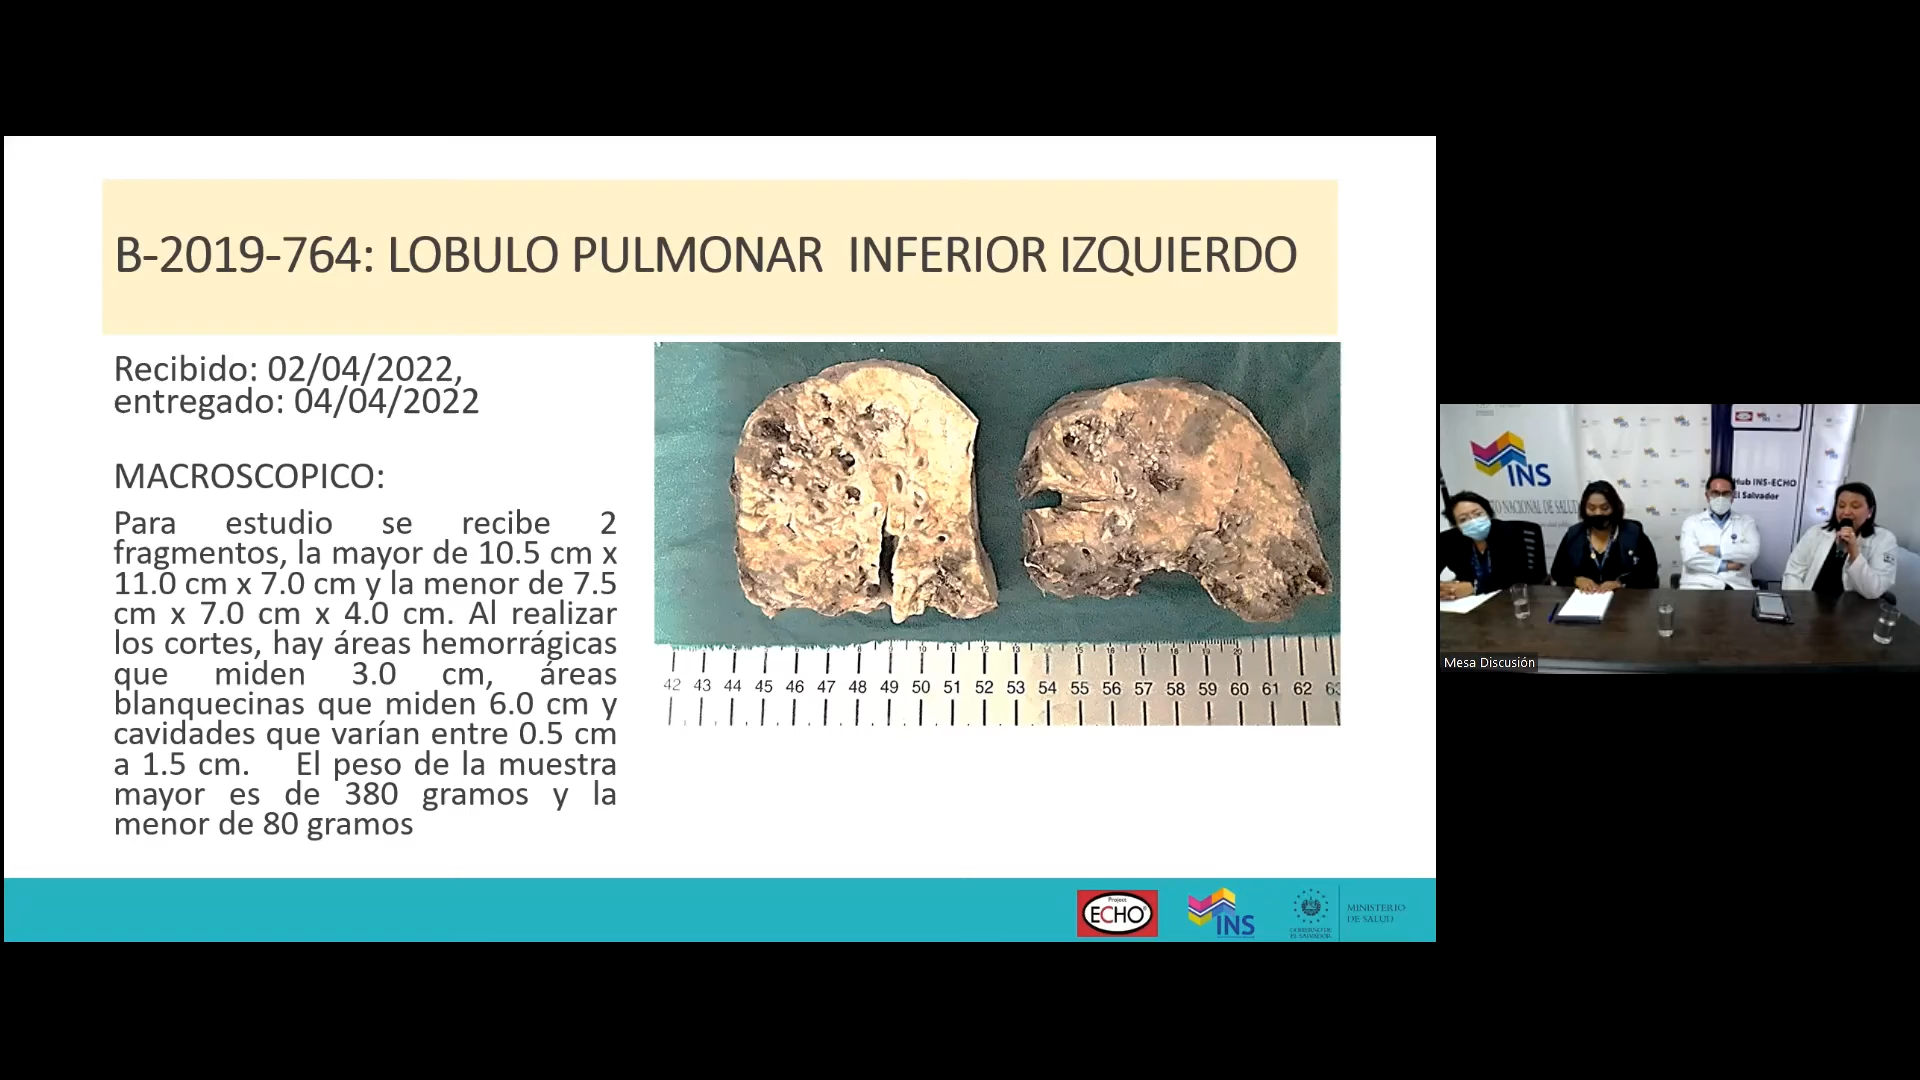 B-2019-764: LOBULO PULMONAR INFERIOR IZQUIERDO
Recibido: 02/04/2022,
entregado: 04/04/2022
MACROSCOPICO:
Para estudio se recibe 2
fragmentos, la mayor de 10.5 cm x
11.0 cm x 7.0 cm y la menor de 7.5
cm x 7.0 cm x 4.0 cm. Al realizar
los cortes, hay áreas hemorrágicas
que miden 3.0 cm, áreas
blanquecinas que miden 6.0 cm y
cavidades que varían entre 0.5 cm
a 1.5 cm. El peso de la muestra
mayor es de 380 gramos y la
menor de 80 gramos
42 43 44 45 46 47 48 49 50 51 52 53 54 55 56 57 58 59 60 61 62 63
Project
ECHO
INS
GOBIERNO DE
EL SALVADOR
MINISTERIO
DE SALUD
INS
NACIONAL DE SALUD
Hub INS-ECHO
El Salvador
Mesa Discusión